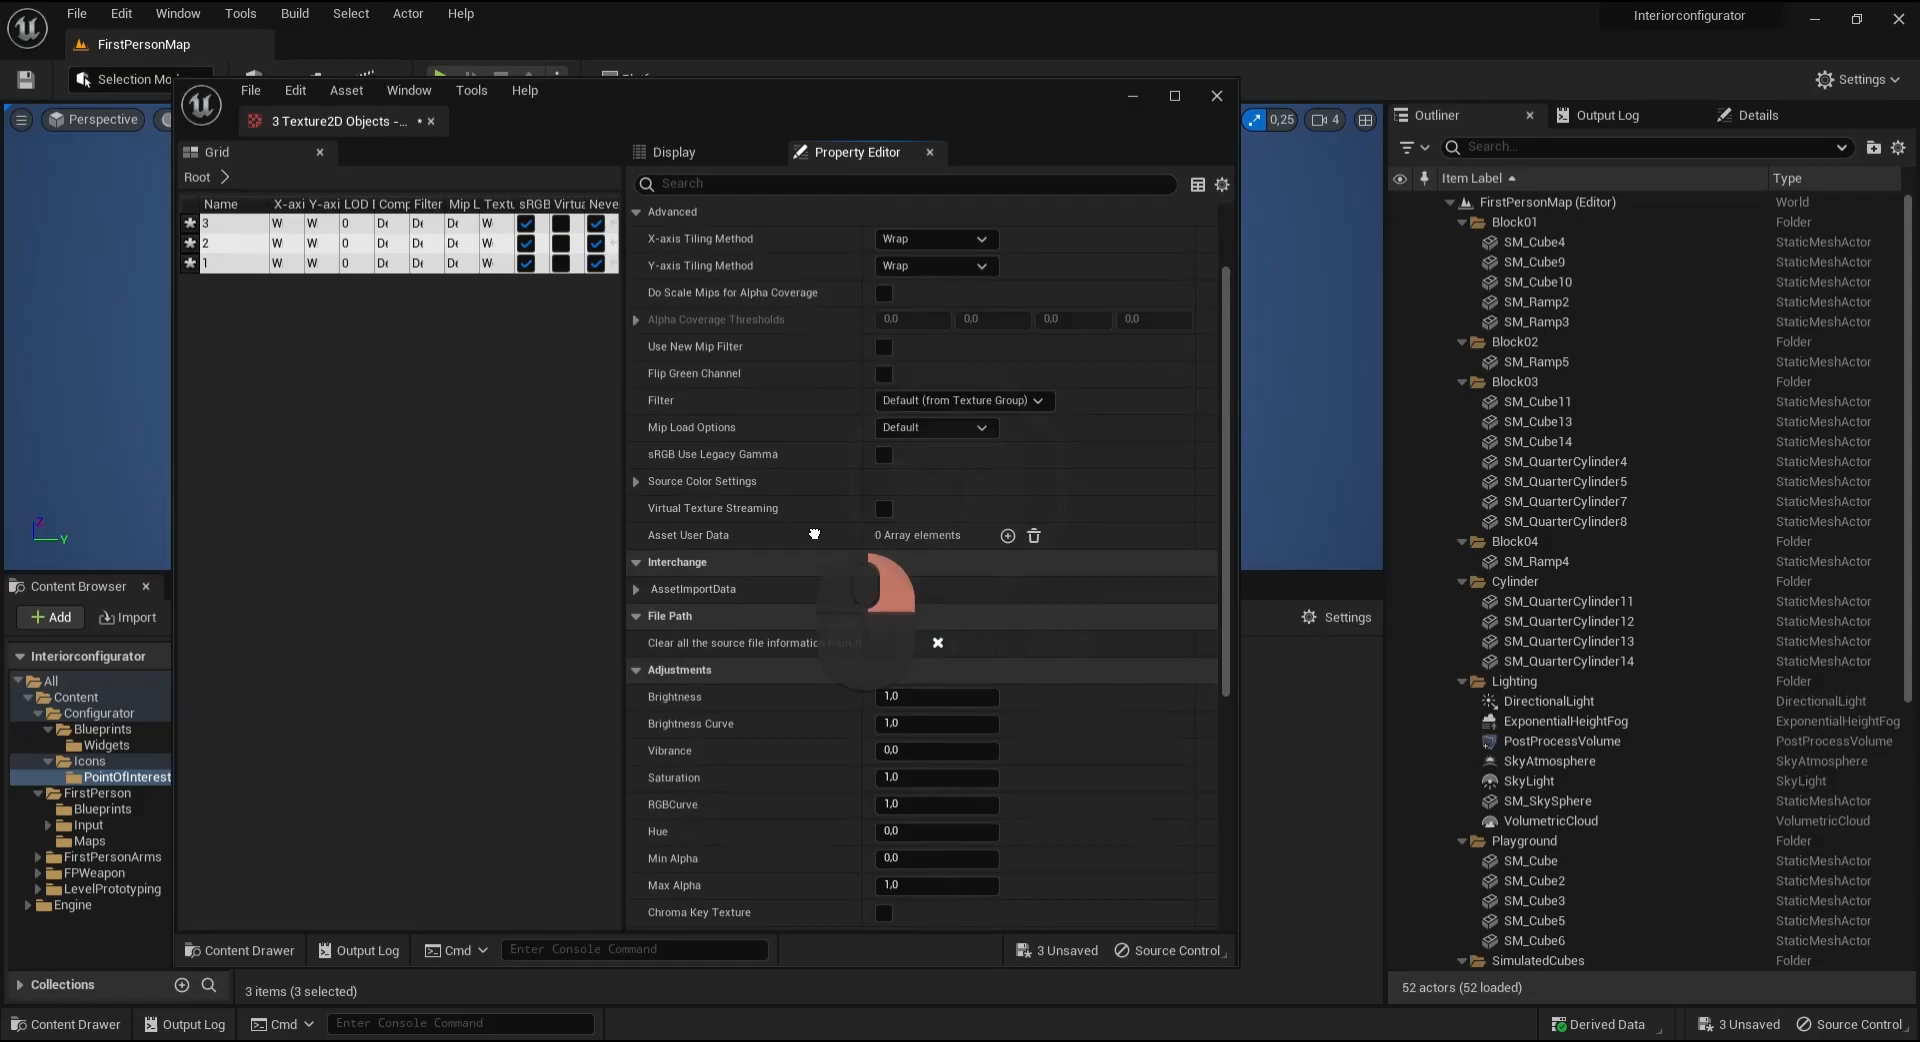 File Edit Window Tools Build Select Actor Help
Interiorconfigurator
FirstPersonMap
Selection Mo
Settings
File Edit Asset Window Tools Help
3 Texture2D Objects -... •
Perspective
0,25
4
Grid
Root
Name X-axi Y-axi LOD Comp Filter Mip L Textu sRGB Virtua Neve
3 W W 0 De De De W
2 W W 0 De De De W
1 W W 0 De De De W
Display
Property Editor
Search
Advanced
X-axis Tiling Method Wrap
Y-axis Tiling Method Wrap
Do Scale Mips for Alpha Coverage
Alpha Coverage Thresholds 0,0 0,0 0,0 0,0
Use New Mip Filter
Flip Green Channel
Filter Default (from Texture Group)
Mip Load Options Default
sRGB Use Legacy Gamma
Source Color Settings
Virtual Texture Streaming
Asset User Data 0 Array elements
Interchange
AssetImportData
File Path
Clear all the source file information
Adjustments
Brightness 1,0
Brightness Curve 1,0
Vibrance 0,0
Saturation 1,0
RGBCurve 1,0
Hue 0,0
Min Alpha 0,0
Max Alpha 1,0
Chroma Key Texture
Content Drawer Output Log Cmd Enter Console Command 3 Unsaved Source Control
Z
Y
Content Browser
Add Import
Settings
Interiorconfigurator
All
Content
Configurator
Blueprints
Widgets
Icons
PointOfInterest
FirstPerson
Blueprints
Input
Maps
FirstPersonArms
FPWeapon
LevelPrototyping
Engine
Collections
3 items (3 selected)
Outliner Output Log Details
Search...
Item Label Type
FirstPersonMap (Editor) World
Block01 Folder
SM_Cube4 StaticMeshActor
SM_Cube9 StaticMeshActor
SM_Cube10 StaticMeshActor
SM_Ramp2 StaticMeshActor
SM_Ramp3 StaticMeshActor
Block02 Folder
SM_Ramp5 StaticMeshActor
Block03 Folder
SM_Cube11 StaticMeshActor
SM_Cube13 StaticMeshActor
SM_Cube14 StaticMeshActor
SM_QuarterCylinder4 StaticMeshActor
SM_QuarterCylinder5 StaticMeshActor
SM_QuarterCylinder7 StaticMeshActor
SM_QuarterCylinder8 StaticMeshActor
Block04 Folder
SM_Ramp4 StaticMeshActor
Cylinder Folder
SM_QuarterCylinder11 StaticMeshActor
SM_QuarterCylinder12 StaticMeshActor
SM_QuarterCylinder13 StaticMeshActor
SM_QuarterCylinder14 StaticMeshActor
Lighting Folder
DirectionalLight DirectionalLight
ExponentialHeightFog ExponentialHeightFog
PostProcessVolume PostProcessVolume
SkyAtmosphere SkyAtmosphere
SkyLight SkyLight
SM_SkySphere StaticMeshActor
VolumetricCloud VolumetricCloud
Playground Folder
SM_Cube StaticMeshActor
SM_Cube2 StaticMeshActor
SM_Cube3 StaticMeshActor
SM_Cube5 StaticMeshActor
SM_Cube6 StaticMeshActor
SimulatedCubes Folder
52 actors (52 loaded)
Content Drawer Output Log Cmd Enter Console Command Derived Data 3 Unsaved Source Control